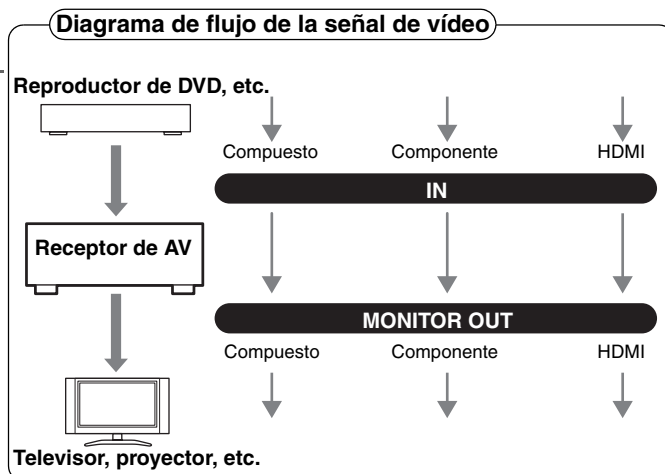 Diagrama de flujo de la señal de vídeo
Reproductor de DVD, etc.
Compuesto Componente HDMI
IN
Receptor de AV
MONITOR OUT
Compuesto Componente HDMI
Televisor, proyector, etc.